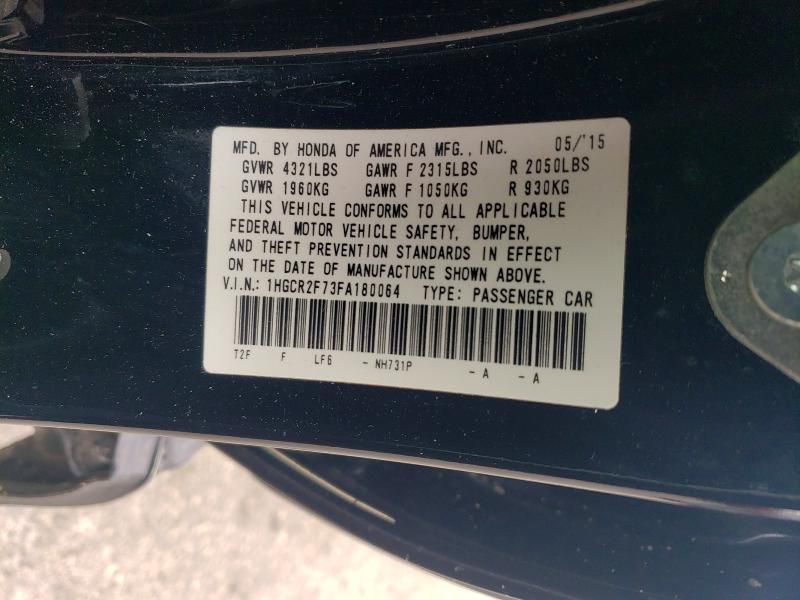 MFD. BY HONDA OF AMERICA MFG., INC. 05/'15
GVWR 4321LBS GAWR F 2315LBS R 2050LBS
GVWR 1960KG GAWR F 1050KG R 930KG
THIS VEHICLE CONFORMS TO ALL APPLICABLE
FEDERAL MOTOR VEHICLE SAFETY, BUMPER,
AND THEFT PREVENTION STANDARDS IN EFFECT
ON THE DATE OF MANUFACTURE SHOWN ABOVE.
V.I.N.: 1HGCR2F73FA180064 TYPE: PASSENGER CAR
T2F F LF6 - NH731P - A - A